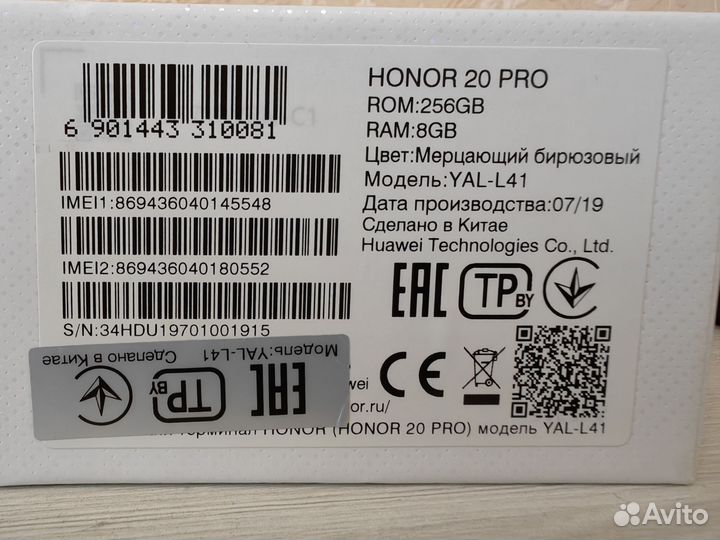 HONOR 20 PRO
ROM:256GB
RAM:8GB
Цвет:Мерцающий бирюзовый
Модель:YAL-L41
Дата производства:07/19
Сделано в Китае
Huawei Technologies Co., Ltd.
6 901443 310081
C1
IMEI1:869436040145548
IMEI2:869436040180552
S/N:34HDU19701001915
EAC
TP BY
CE
Модель:YAL-L41
Сделано в Китае
EAC
TP BY
wei
or.ru/
терминал HONOR (HONOR 20 PRO) модель YAL-L41
Avito